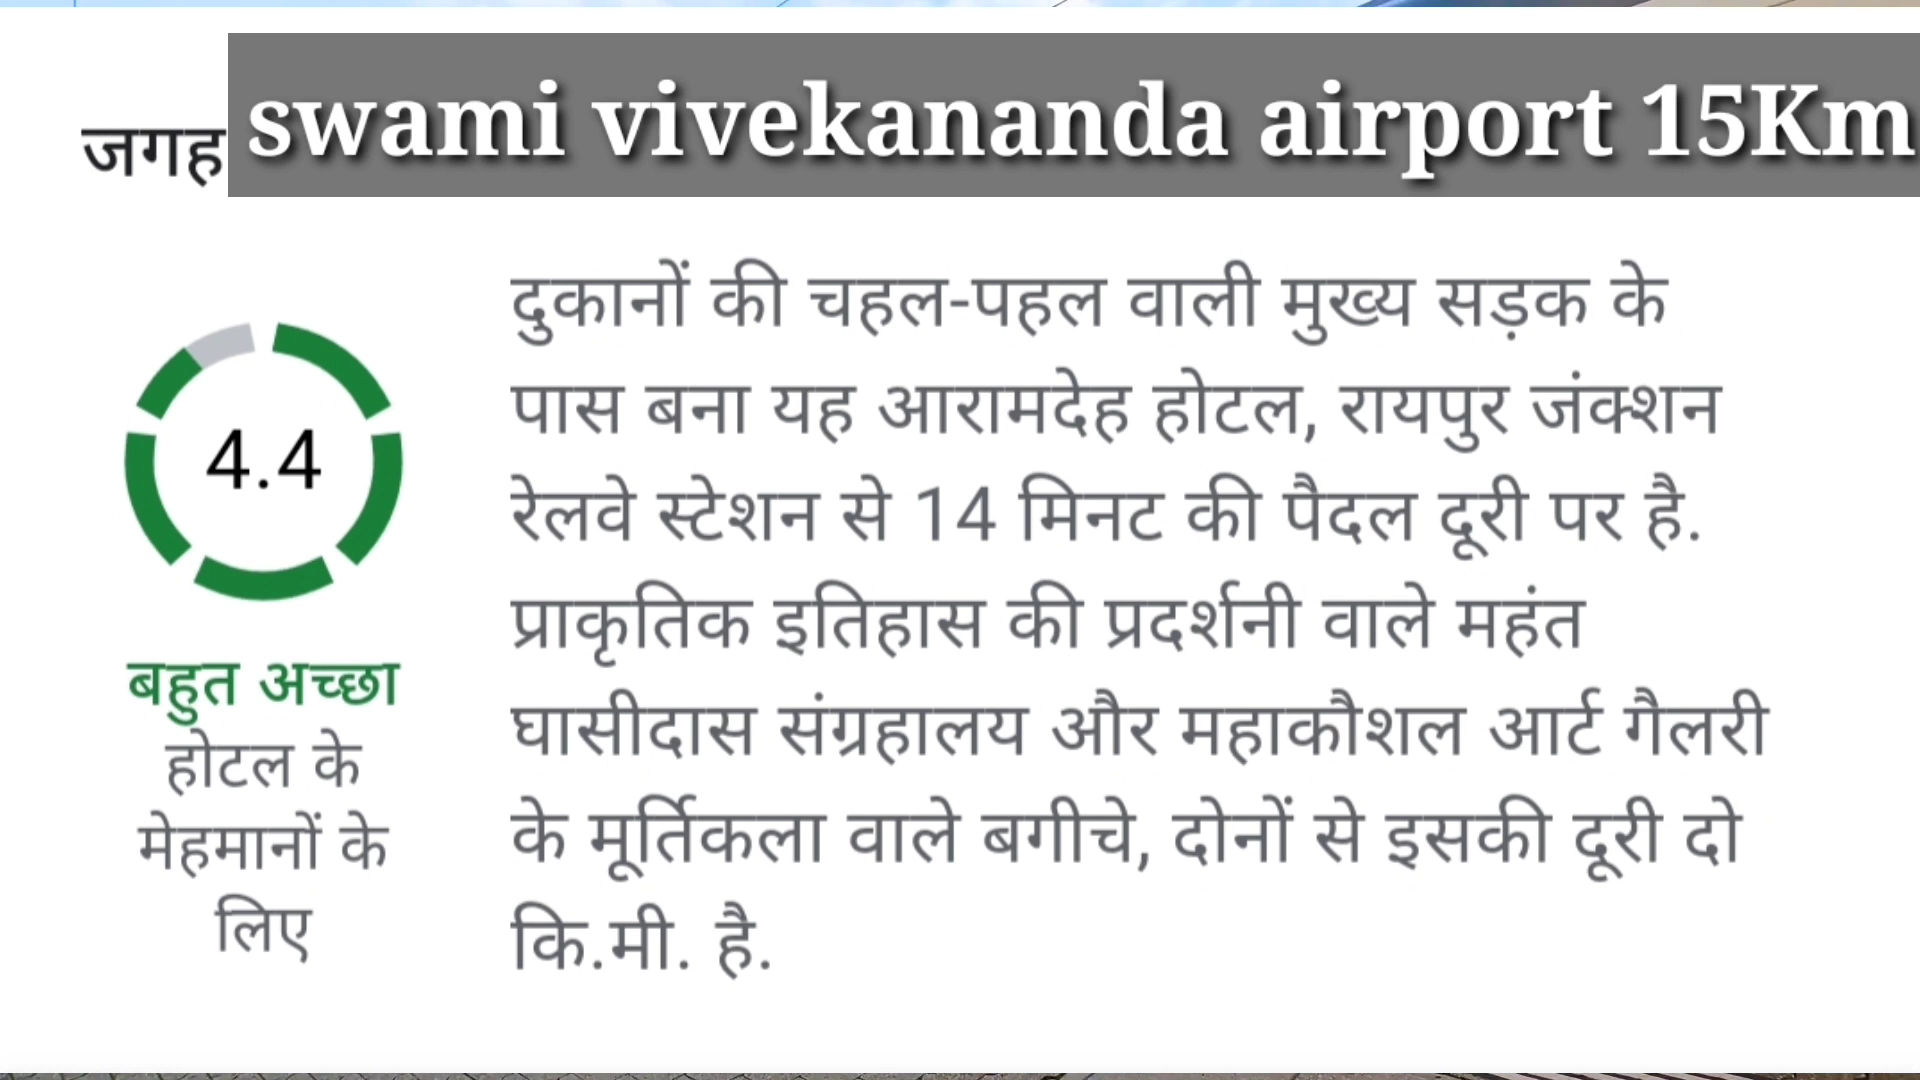 जगह
swami vivekananda airport 15Km
दुकानों की चहल-पहल वाली मुख्य सड़क के
पास बना यह आरामदेह होटल, रायपुर जंक्शन
रेलवे स्टेशन से 14 मिनट की पैदल दूरी पर है.
प्राकृतिक इतिहास की प्रदर्शनी वाले महंत
घासीदास संग्रहालय और महाकौशल आर्ट गैलरी
के मूर्तिकला वाले बगीचे, दोनों से इसकी दूरी दो
कि.मी. है.
4.4
बहुत अच्छा
होटल के
मेहमानों के
लिए